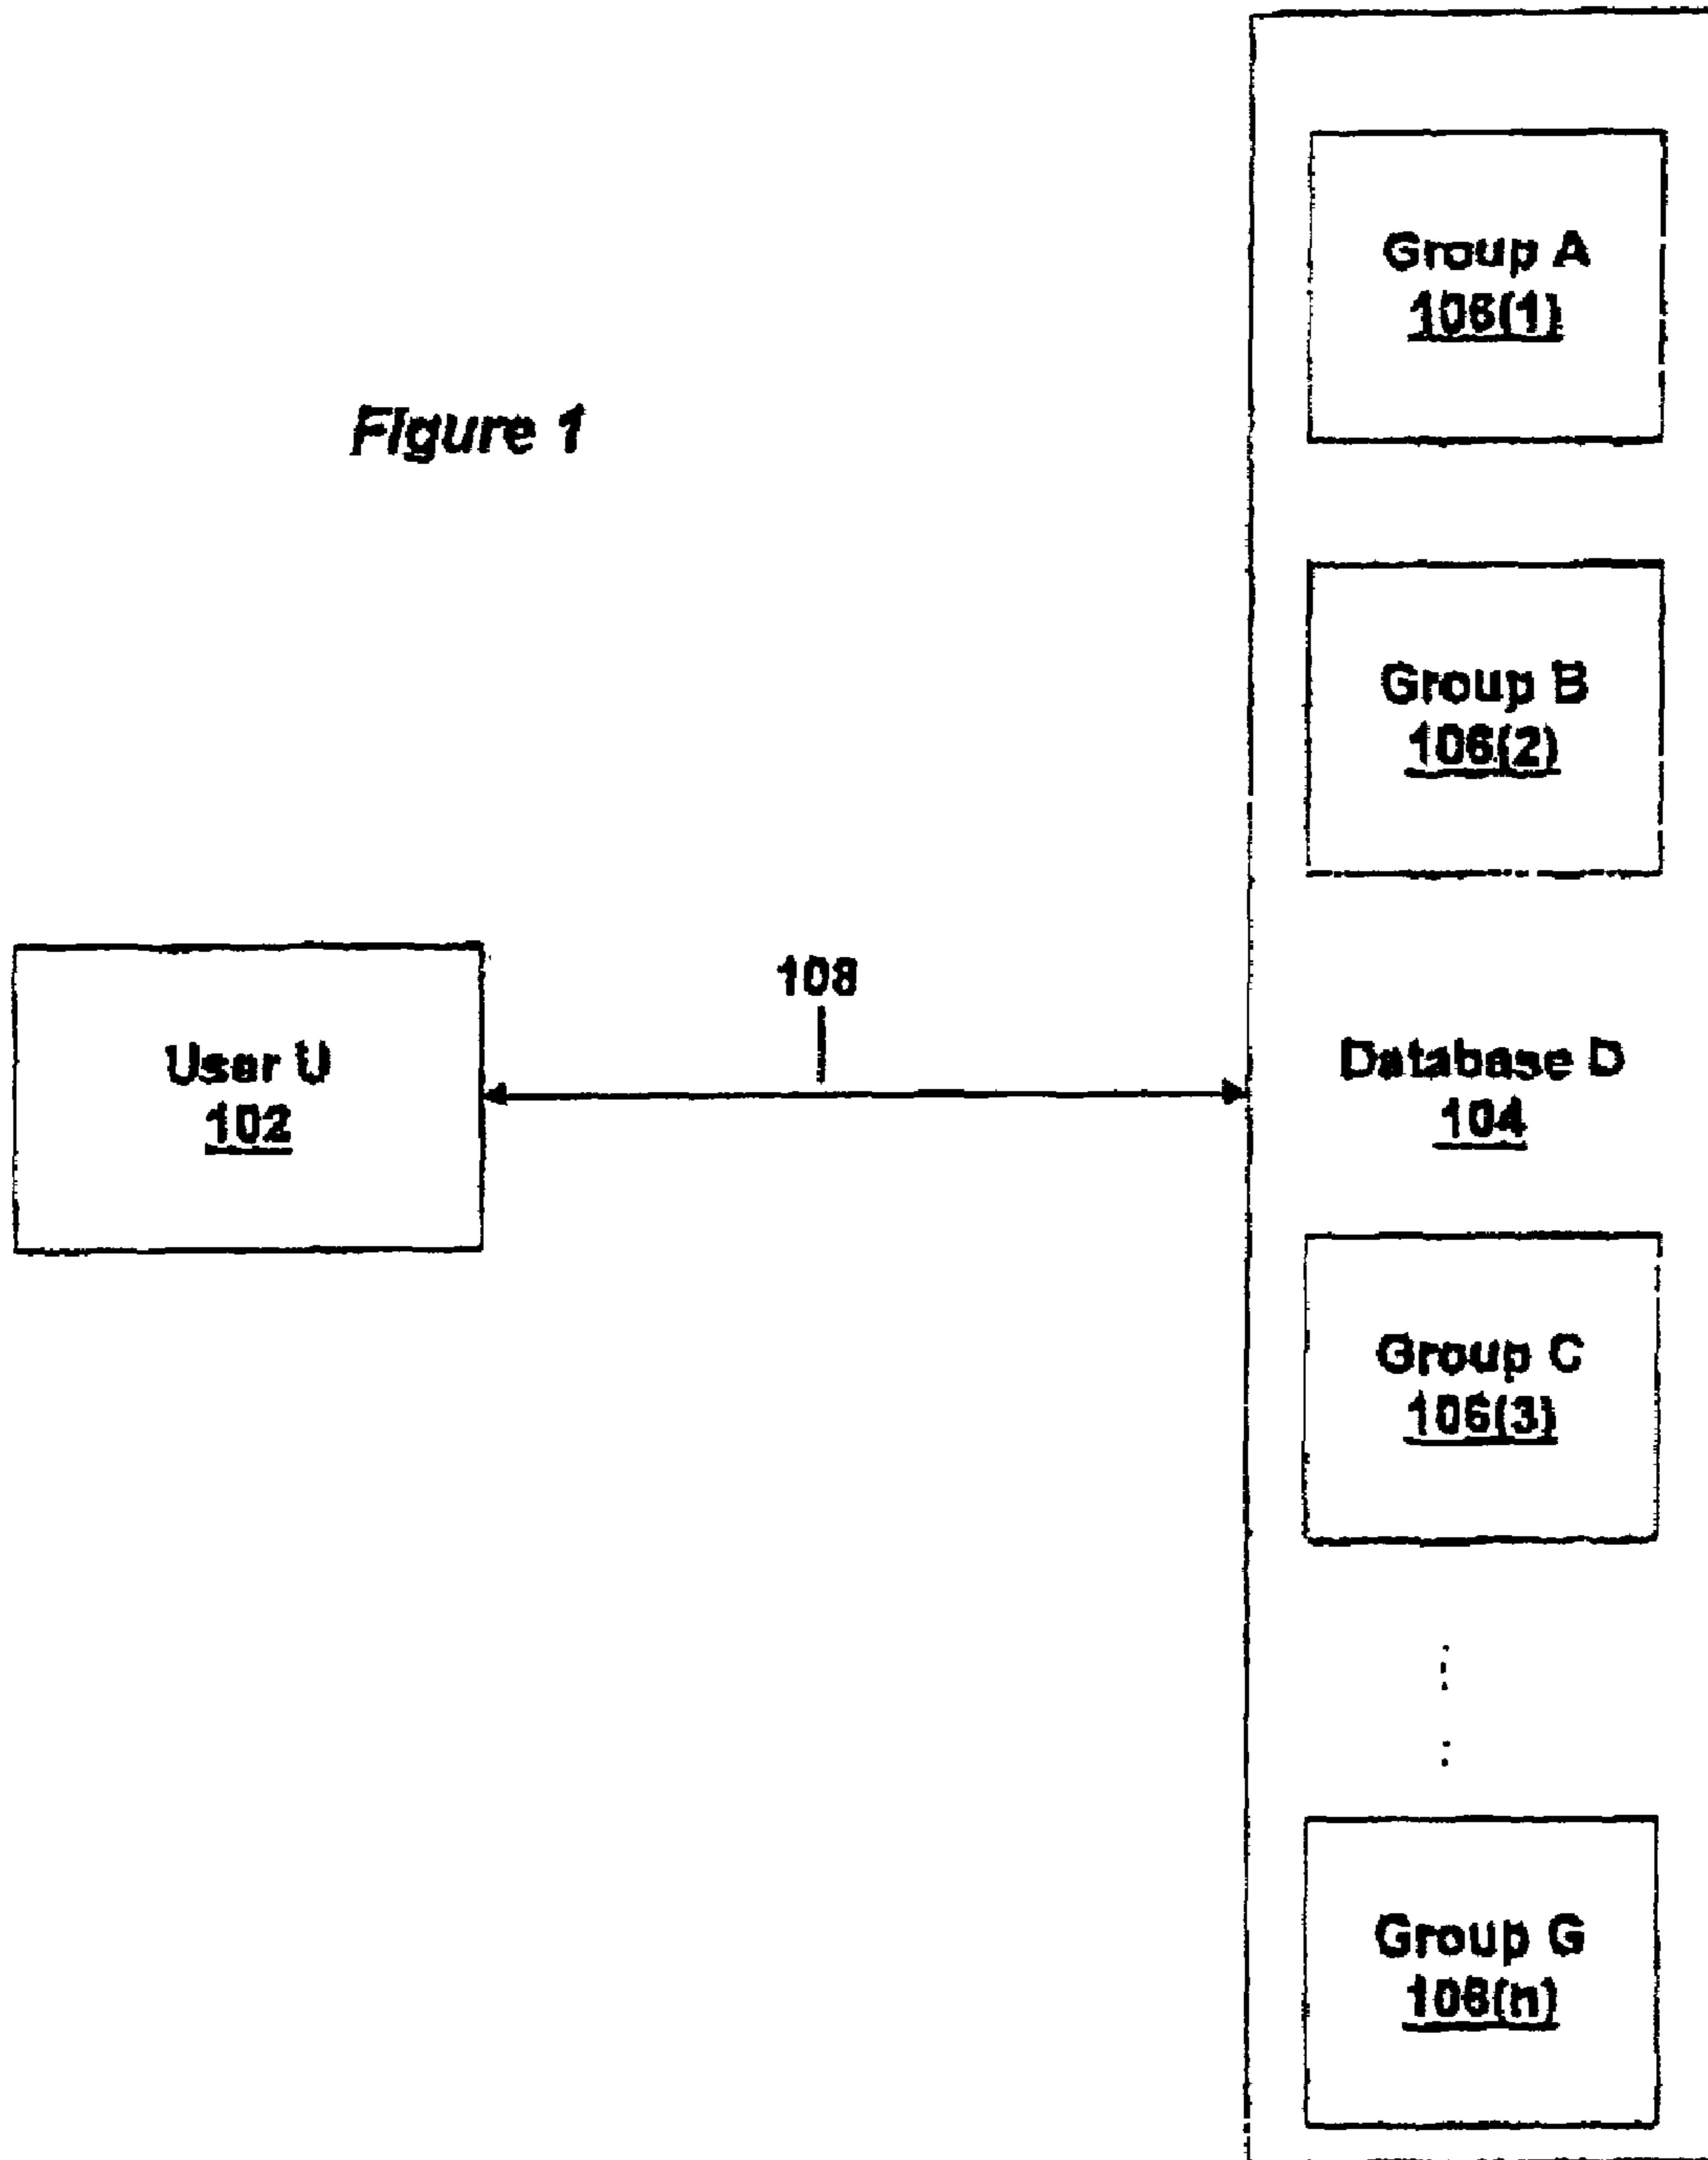 Group A
106(1)
Figure 1
Group B
106(2)
108
User U
102
Database D
104
Group C
106(3)
Group G
106(n)